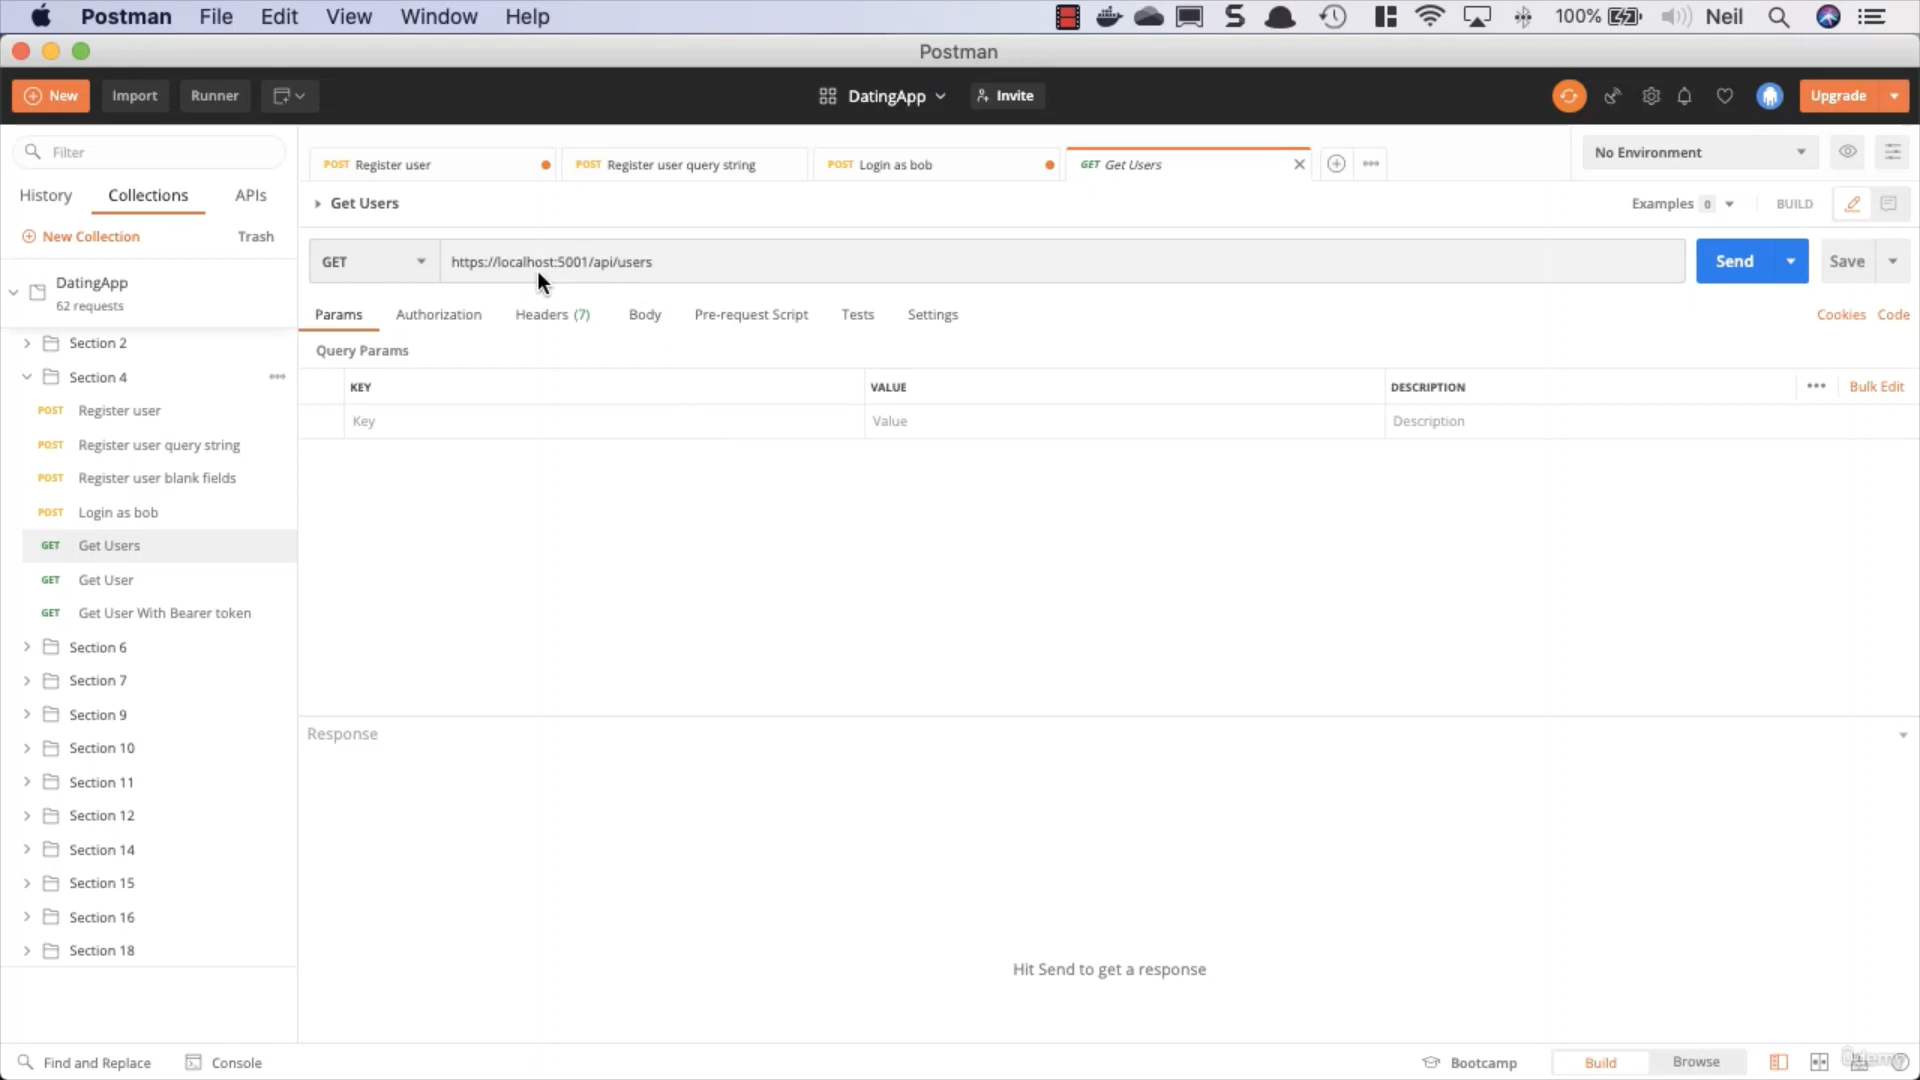 Postman File Edit View Window Help 100% Neil
Postman
New Import Runner DatingApp Invite Upgrade
Filter
POST Register user POST Register user query string POST Login as bob GET Get Users No Environment
History Collections APIs
Get Users Examples 0 BUILD
New Collection Trash
GET https://localhost:5001/api/users Send Save
DatingApp
62 requests
Params Authorization Headers (7) Body Pre-request Script Tests Settings Cookies Code
Section 2
Query Params
Section 4
KEY VALUE DESCRIPTION Bulk Edit
POST Register user
Key Value Description
POST Register user query string
POST Register user blank fields
POST Login as bob
GET Get Users
GET Get User
GET Get User With Bearer token
Section 6
Section 7
Section 9
Response
Section 10
Section 11
Section 12
Section 14
Section 15
Section 16
Section 18
Hit Send to get a response
Find and Replace Console Bootcamp Build Browse
Udemy